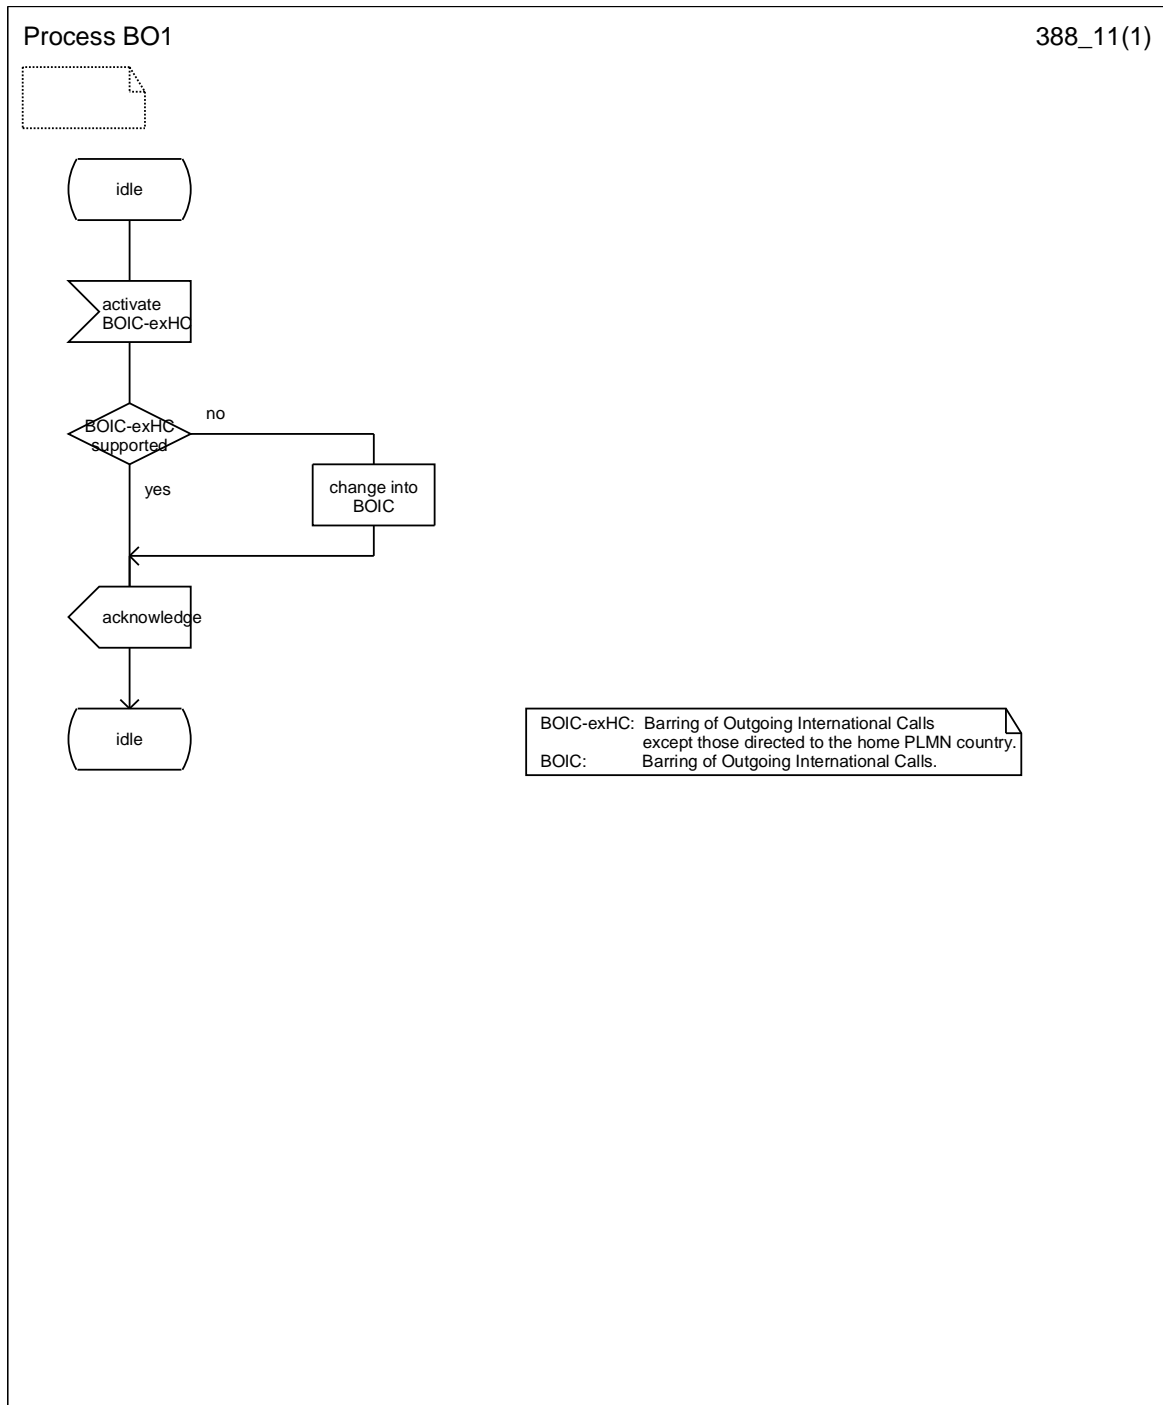 Process BO1
388_11(1)
idle
activate
BOIC-exHC
BOIC-exHC
supported
no
yes
change into
BOIC
acknowledge
idle
BOIC-exHC: Barring of Outgoing International Calls
except those directed to the home PLMN country.
BOIC: Barring of Outgoing International Calls.